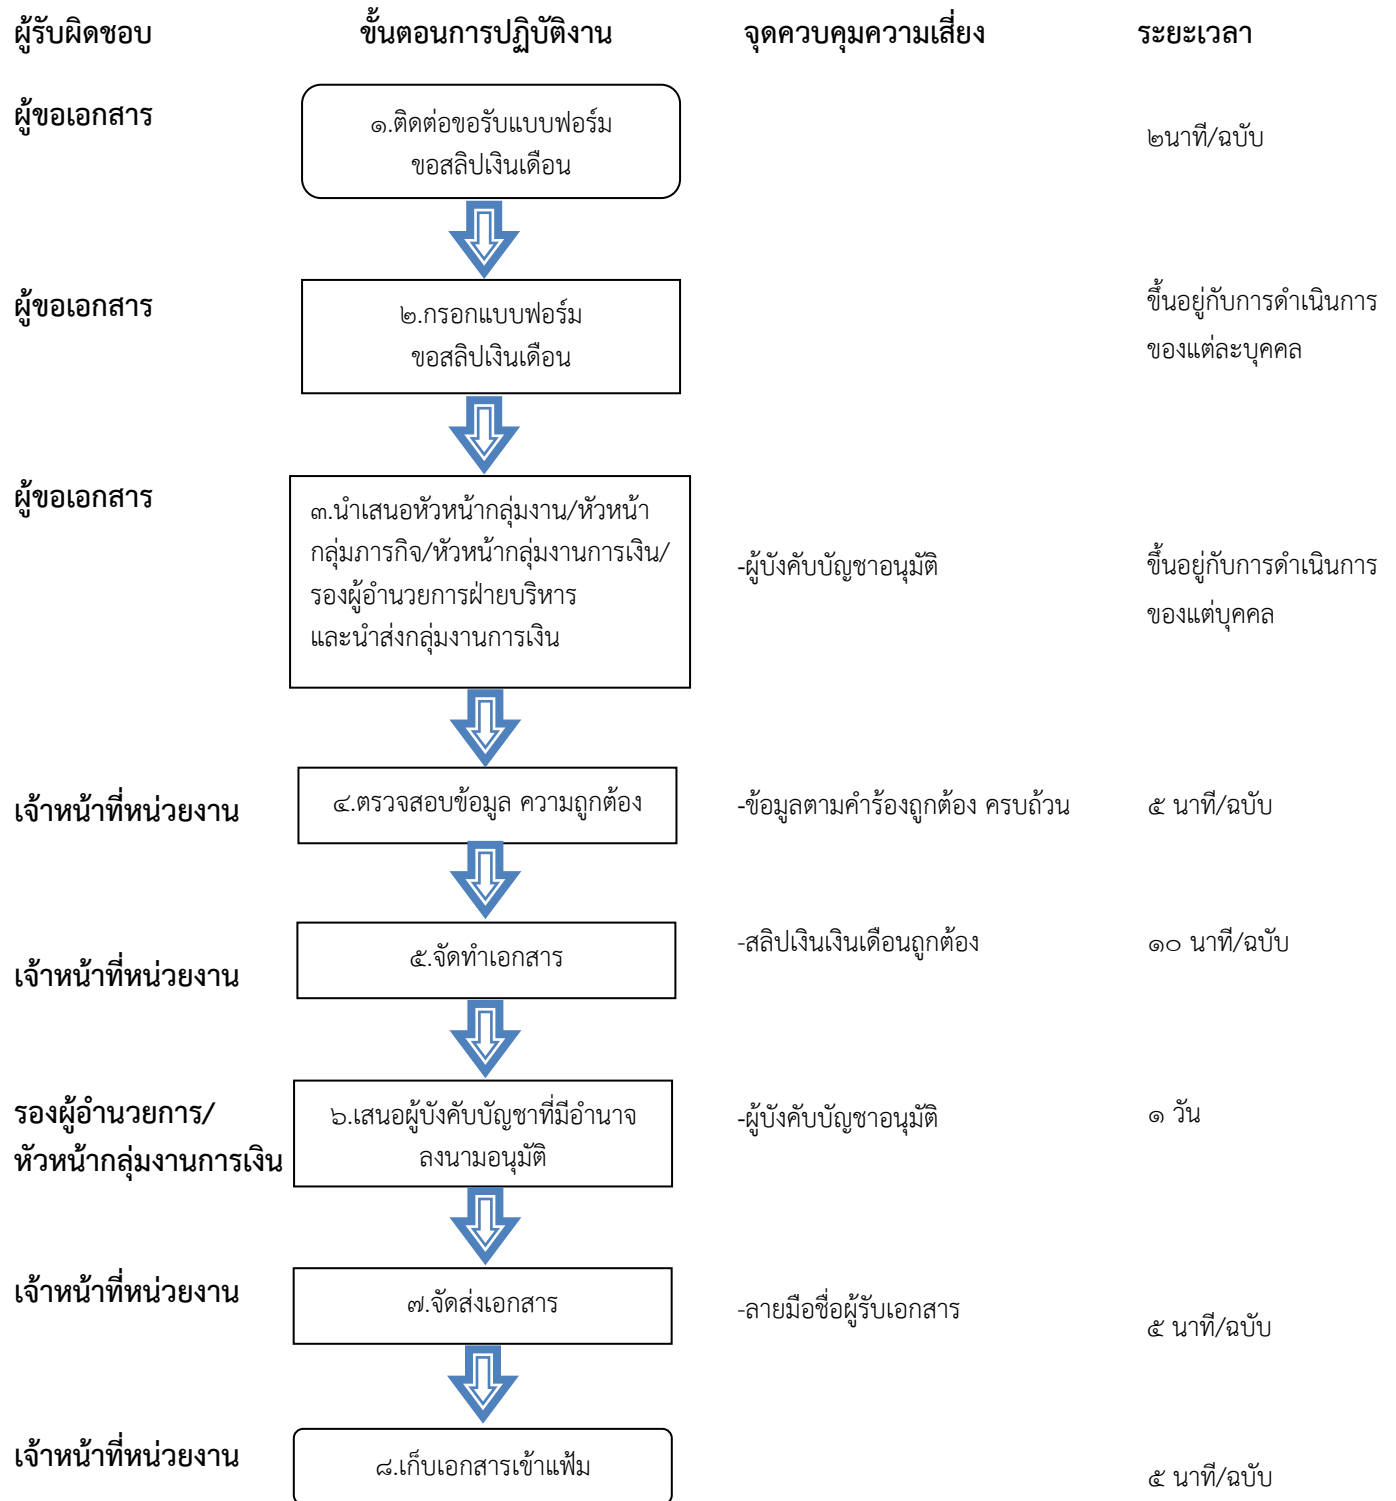 ผู้รับผิดชอบ ขั้นตอนการปฏิบัติงาน จุดควบคุมความเสี่ยง ระยะเวลา
ผู้ขอเอกสาร
๑.ติดต่อขอรับแบบฟอร์ม
ขอสลิปเงินเดือน
๒นาที/ฉบับ
ผู้ขอเอกสาร
๒.กรอกแบบฟอร์ม
ขอสลิปเงินเดือน
ขึ้นอยู่กับการดำเนินการ
ของแต่ละบุคคล
ผู้ขอเอกสาร
๓.นำเสนอหัวหน้ากลุ่มงาน/หัวหน้า
กลุ่มภารกิจ/หัวหน้ากลุ่มงานการเงิน/
รองผู้อำนวยการฝ่ายบริหาร
และนำส่งกลุ่มงานการเงิน
-ผู้บังคับบัญชาอนุมัติ
ขึ้นอยู่กับการดำเนินการ
ของแต่บุคคล
เจ้าหน้าที่หน่วยงาน
๔.ตรวจสอบข้อมูล ความถูกต้อง
-ข้อมูลตามคำร้องถูกต้อง ครบถ้วน
๕ นาที/ฉบับ
เจ้าหน้าที่หน่วยงาน
๕.จัดทำเอกสาร
-สลิปเงินเงินเดือนถูกต้อง
๑๐ นาที/ฉบับ
รองผู้อำนวยการ/
หัวหน้ากลุ่มงานการเงิน
๖.เสนอผู้บังคับบัญชาที่มีอำนาจ
ลงนามอนุมัติ
-ผู้บังคับบัญชาอนุมัติ
๑ วัน
เจ้าหน้าที่หน่วยงาน
๗.จัดส่งเอกสาร
-ลายมือชื่อผู้รับเอกสาร
๕ นาที/ฉบับ
เจ้าหน้าที่หน่วยงาน
๘.เก็บเอกสารเข้าแฟ้ม
๕ นาที/ฉบับ